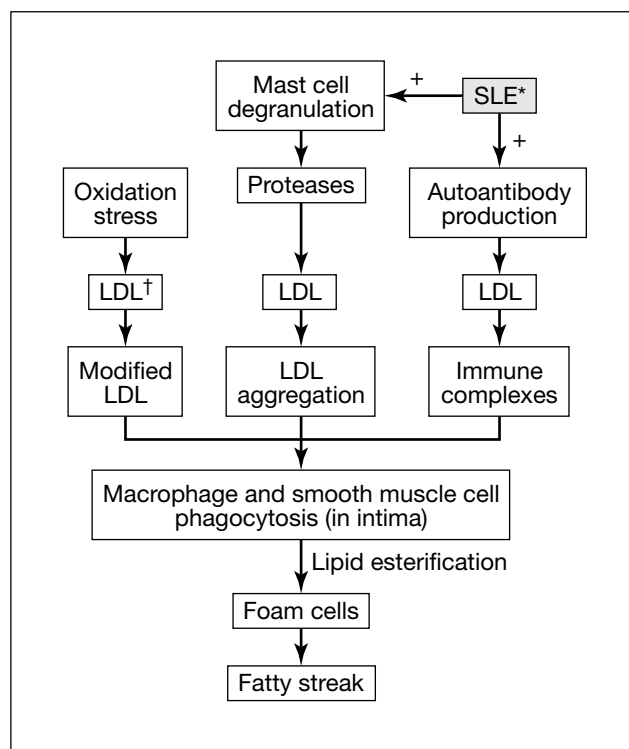 Mast cell
degranulation
+
SLE*
+
Oxidation
stress
Proteases
Autoantibody
production
LDL†
LDL
LDL
Modified
LDL
LDL
aggregation
Immune
complexes
Macrophage and smooth muscle cell
phagocytosis (in intima)
Lipid esterification
Foam cells
Fatty streak